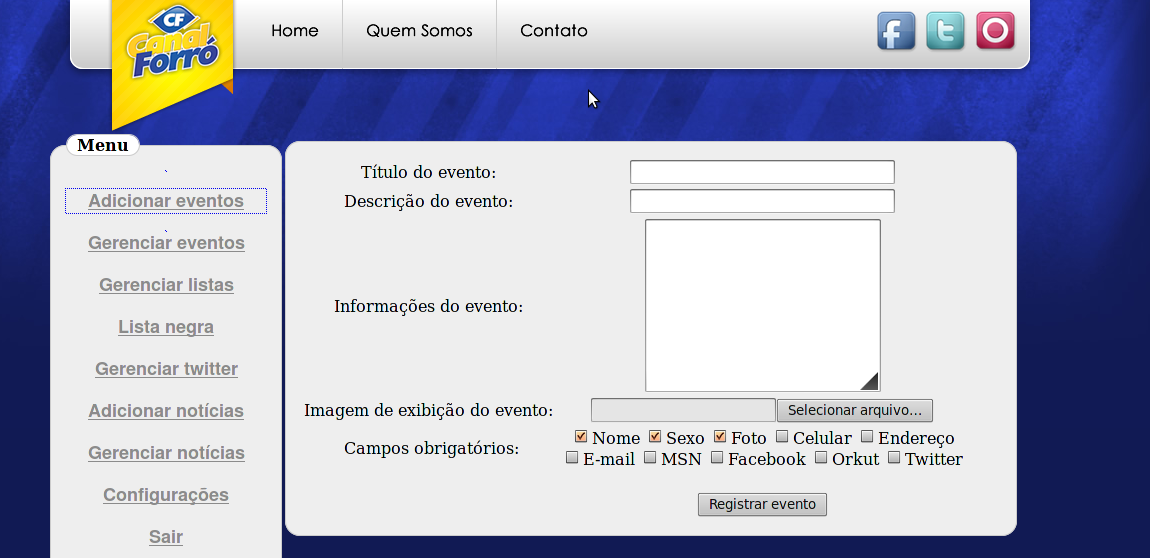 CF
Canal
Forró
Home
Quem Somos
Contato
Menu
Adicionar eventos
Gerenciar eventos
Gerenciar listas
Lista negra
Gerenciar twitter
Adicionar notícias
Gerenciar notícias
Configurações
Sair
Título do evento:
Descrição do evento:
Informações do evento:
Imagem de exibição do evento: Selecionar arquivo...
Campos obrigatórios:
Nome Sexo Foto Celular Endereço
E-mail MSN Facebook Orkut Twitter
Registrar evento